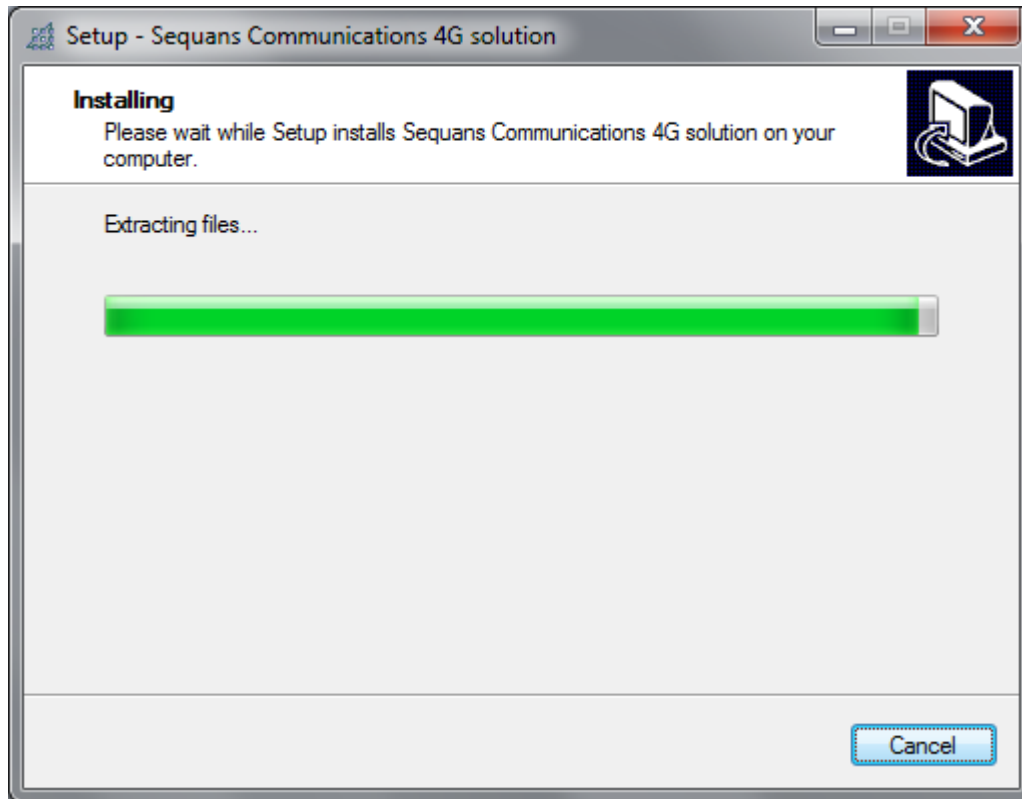 Setup - Sequans Communications 4G solution
Installing
Please wait while Setup installs Sequans Communications 4G solution on your
computer.
Extracting files...
Cancel